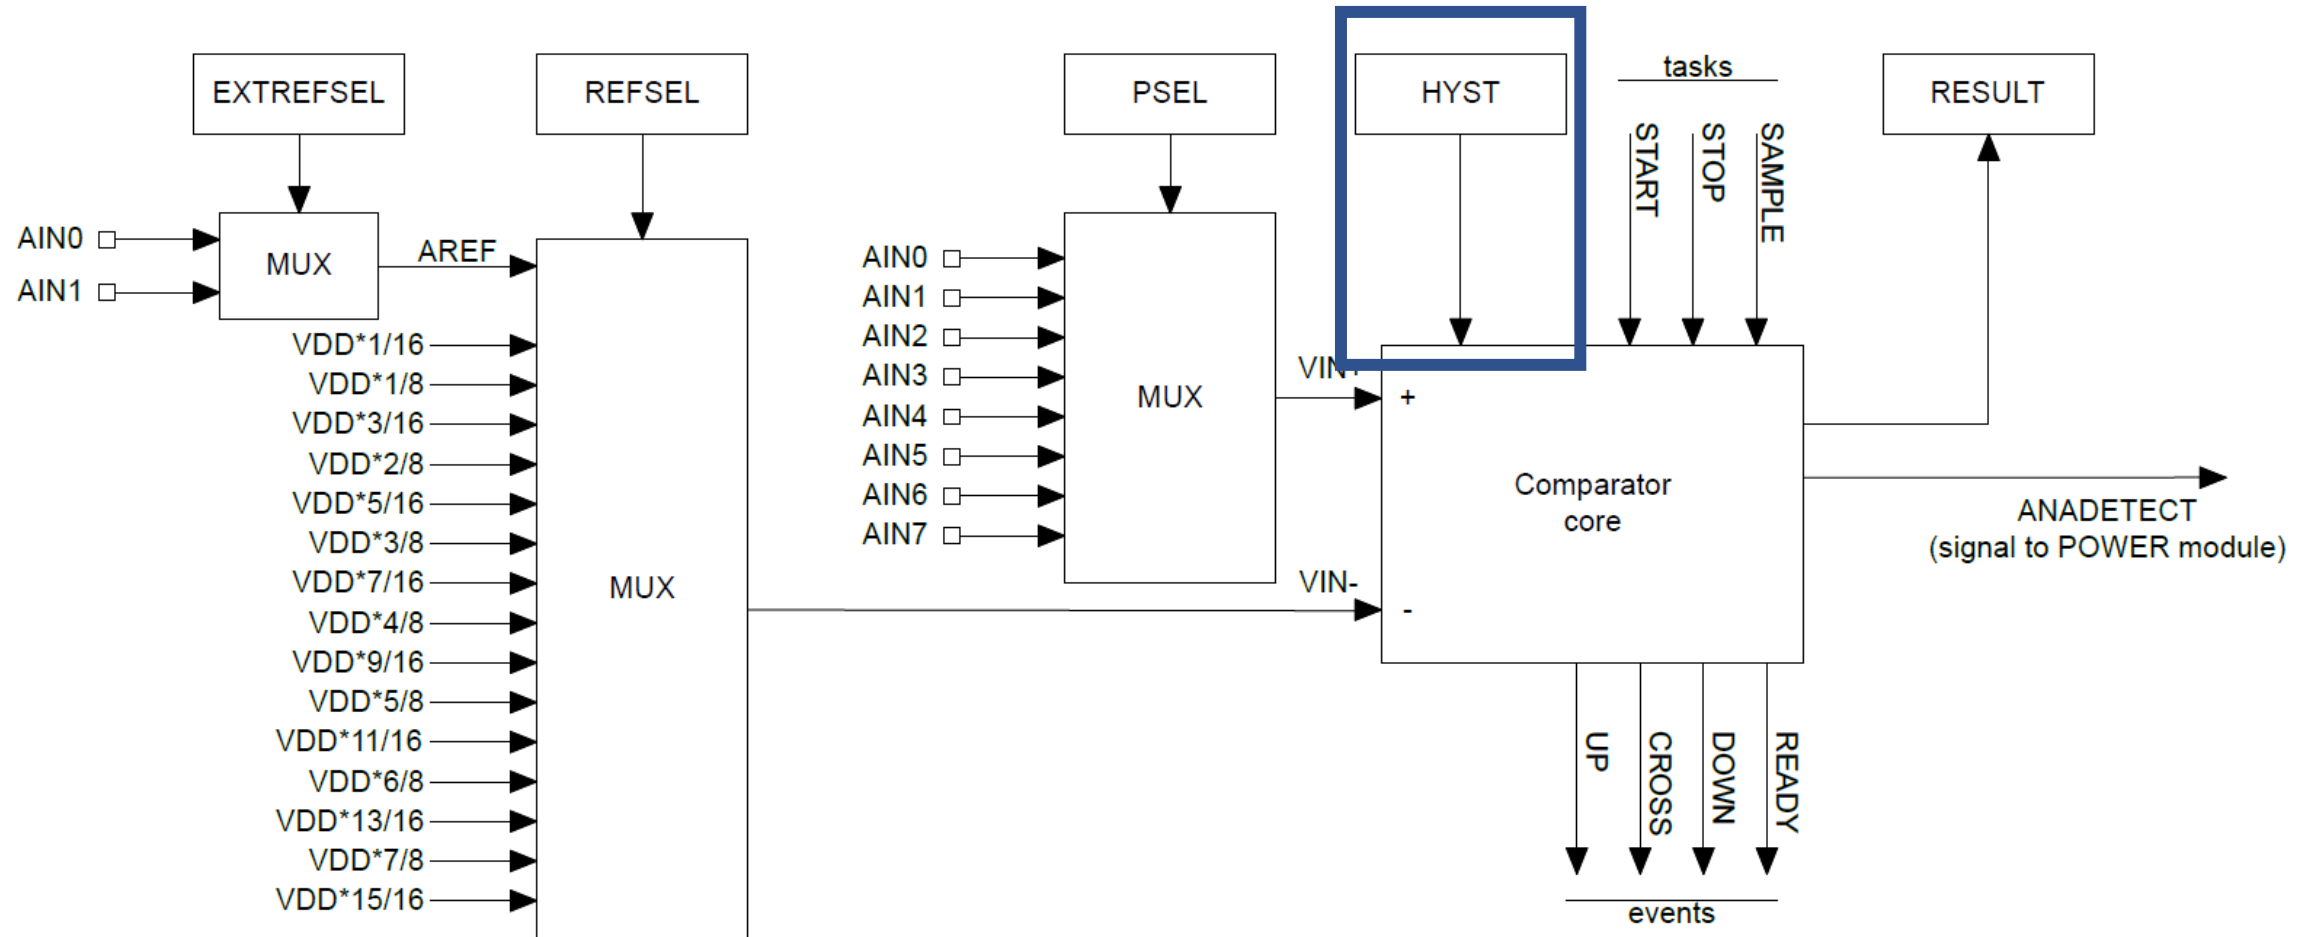 EXTREFSEL
REFSEL
PSEL
HYST
tasks
RESULT
START
STOP
SAMPLE
AIN0
AIN1
MUX
AREF
VDD*1/16
VDD*1/8
VDD*3/16
VDD*2/8
VDD*5/16
VDD*3/8
VDD*7/16
VDD*4/8
VDD*9/16
VDD*5/8
VDD*11/16
VDD*6/8
VDD*13/16
VDD*7/8
VDD*15/16
MUX
AIN0
AIN1
AIN2
AIN3
AIN4
AIN5
AIN6
AIN7
MUX
VIN+
+
VIN-
-
Comparator
core
ANADETECT
(signal to POWER module)
UP
CROSS
DOWN
READY
events